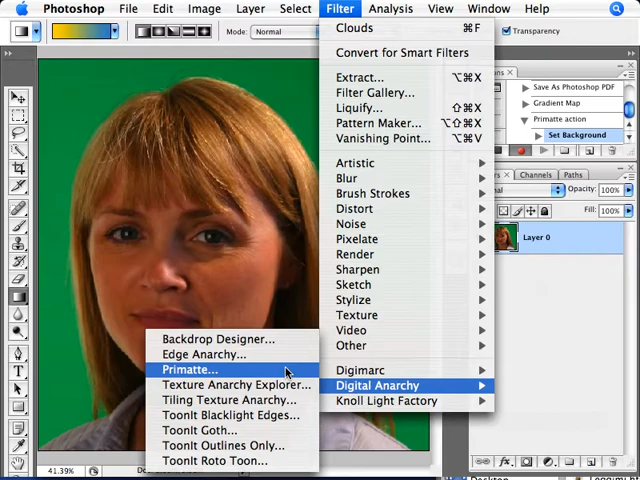 Photoshop File Edit Image Layer Select Filter Analysis View Window Help
Mode: Normal
Transparency
Clouds ⌘F
Convert for Smart Filters
Extract... ⌥⌘X
Filter Gallery...
Liquify... ⇧⌘X
Pattern Maker... ⌥⇧⌘X
Vanishing Point... ⌥⌘V
Artistic
Blur
Brush Strokes
Distort
Noise
Pixelate
Render
Sharpen
Sketch
Stylize
Texture
Video
Other
Digimarc
Digital Anarchy
Knoll Light Factory
Backdrop Designer...
Edge Anarchy...
Primatte...
Texture Anarchy Explorer...
Tiling Texture Anarchy...
ToonIt Blacklight Edges...
ToonIt Goth...
ToonIt Outlines Only...
ToonIt Roto Toon...
Save As Photoshop PDF
Gradient Map
Primatte action
Set Background
Channels Paths
Opacity: 100%
Fill: 100%
Layer 0
41.39%
Desktop